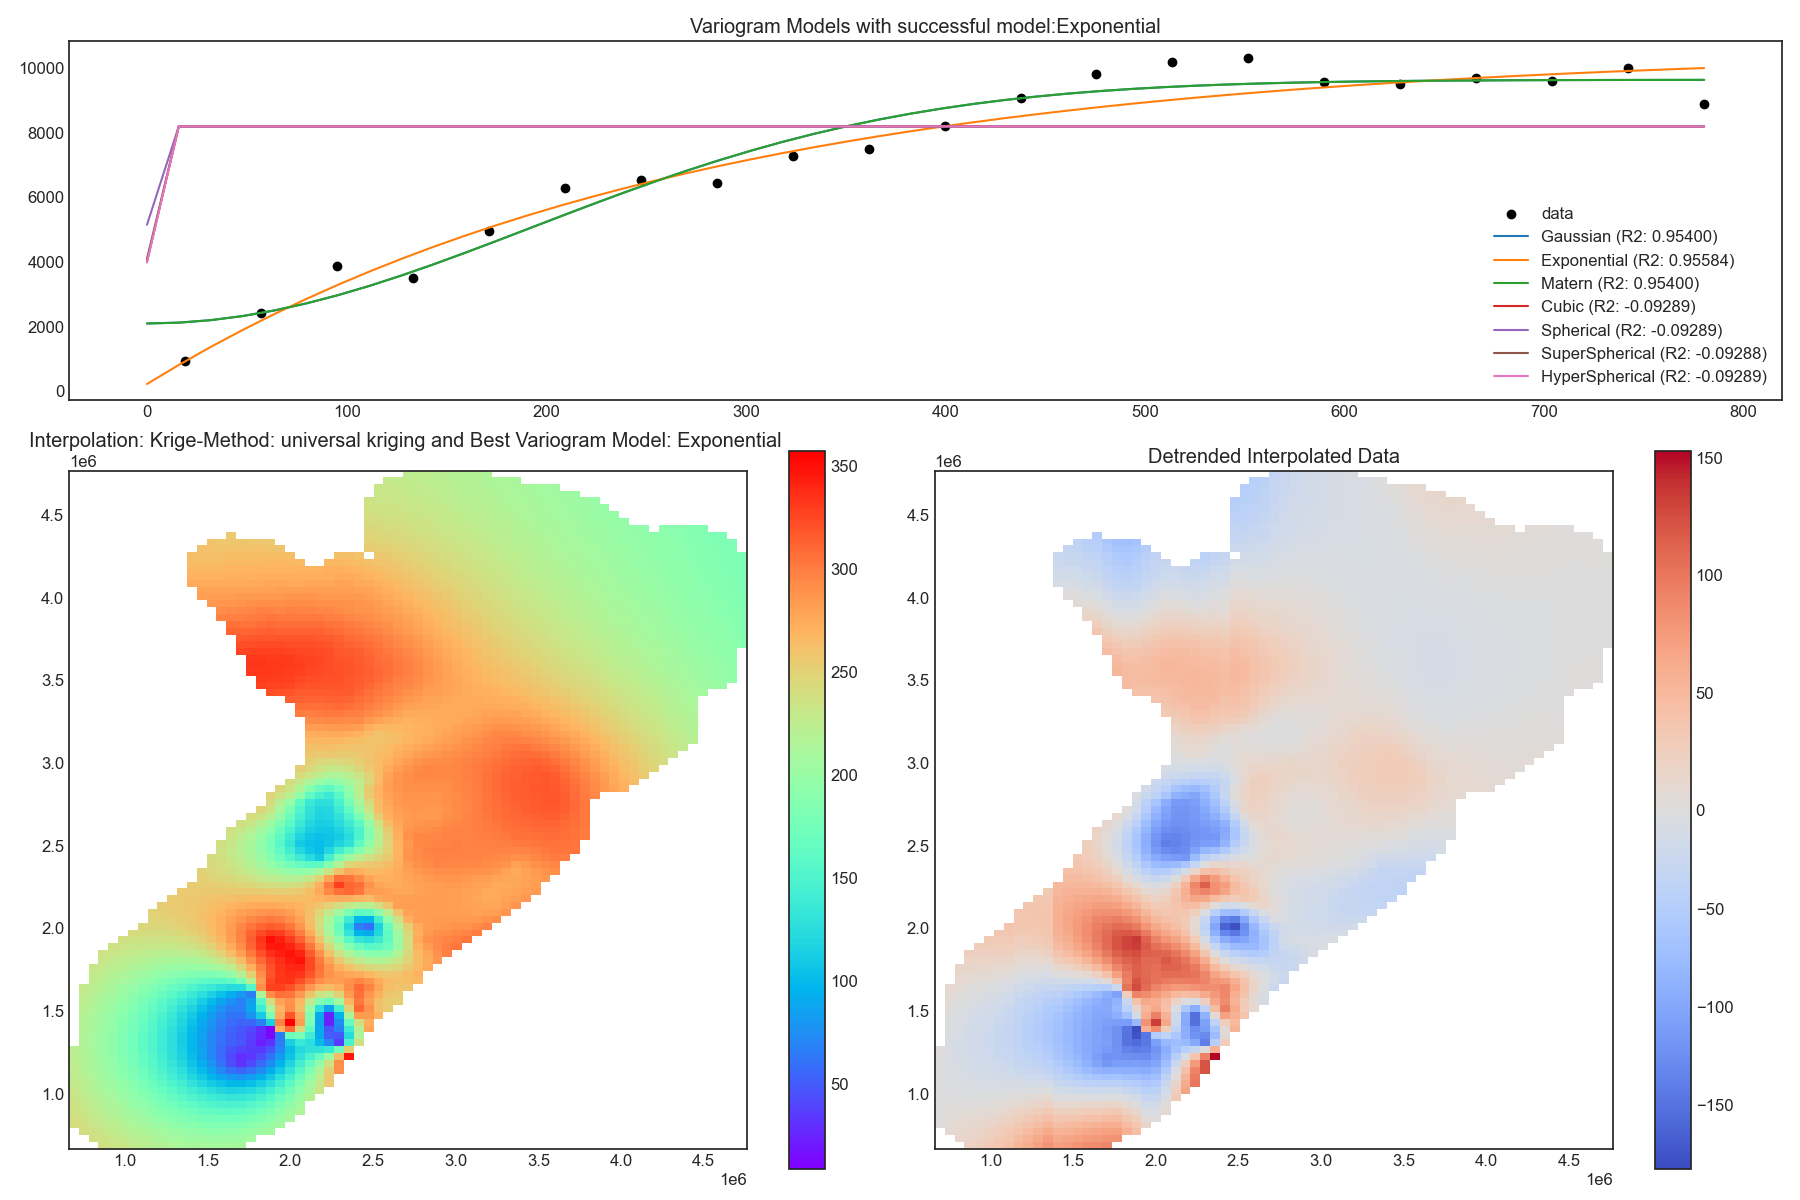 Variogram Models with successful model:Exponential
10000
8000
6000
4000
2000
0
data
Gaussian (R2: 0.95400)
Exponential (R2: 0.95584)
Matern (R2: 0.95400)
Cubic (R2: -0.09289)
Spherical (R2: -0.09289)
SuperSpherical (R2: -0.09288)
HyperSpherical (R2: -0.09289)
0 100 200 300 400 500 600 700 800
Interpolation: Krige-Method: universal kriging and Best Variogram Model: Exponential
1e6
4.5
4.0
3.5
3.0
2.5
2.0
1.5
1.0
1.0 1.5 2.0 2.5 3.0 3.5 4.0 4.5
1e6
350
300
250
200
150
100
50
Detrended Interpolated Data
1e6
4.5
4.0
3.5
3.0
2.5
2.0
1.5
1.0
1.0 1.5 2.0 2.5 3.0 3.5 4.0 4.5
1e6
150
100
50
0
−50
−100
−150